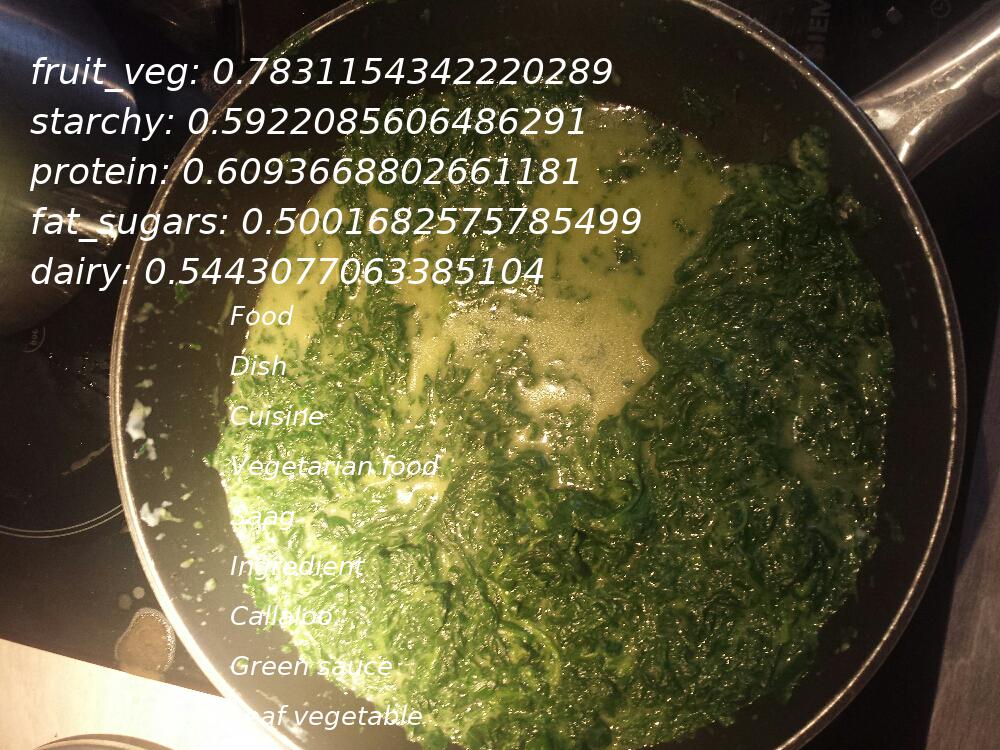 SIEM
fruit_veg: 0.7831154342220289
starchy: 0.5922085606486291
protein: 0.6093668802661181
fat_sugars: 0.5001682575785499
dairy: 0.5443077063385104
Food
Dish
Cuisine
Vegetarian food
Saag
Ingredient
Callaloo
Green sauce
Leaf vegetable